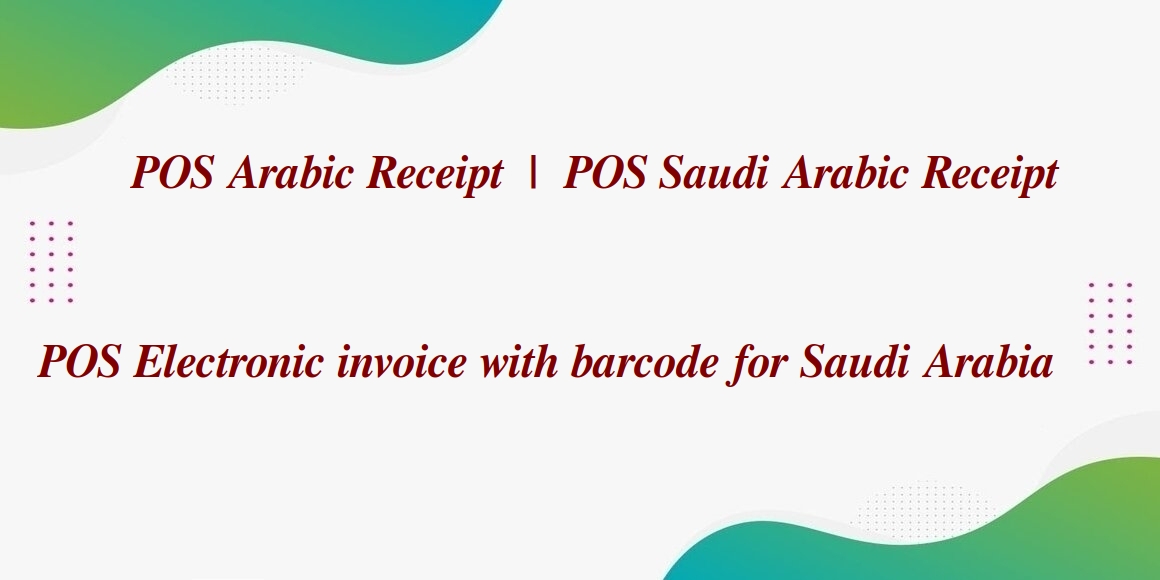 POS Arabic Receipt | POS Saudi Arabic Receipt
POS Electronic invoice with barcode for Saudi Arabia